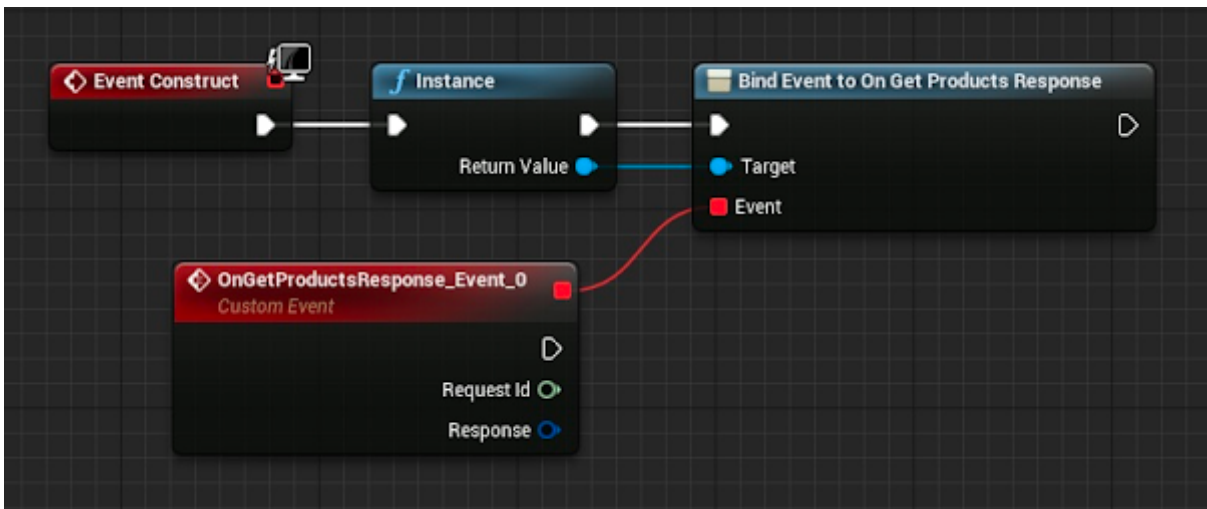 Event Construct
Instance
Return Value
Bind Event to On Get Products Response
Target
Event
OnGetProductsResponse_Event_0
Custom Event
Request Id
Response